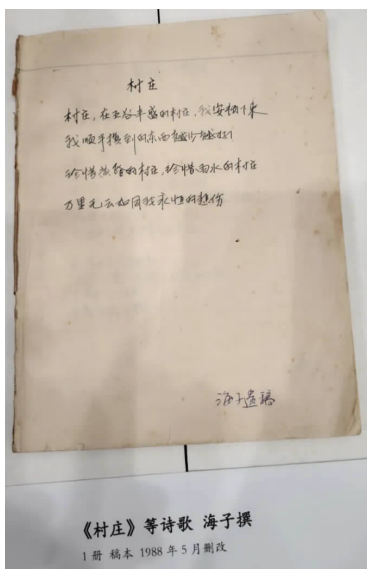 村庄
村庄，在五谷丰盛的村庄，我安顿下来
我顺手摸到的东西越少越好！
珍惜黄昏的村庄，珍惜雨水的村庄
万里无云如同我永恒的悲伤
海子遗稿
《村庄》等诗歌 海子撰
1 册 稿本 1988 年 5 月删改